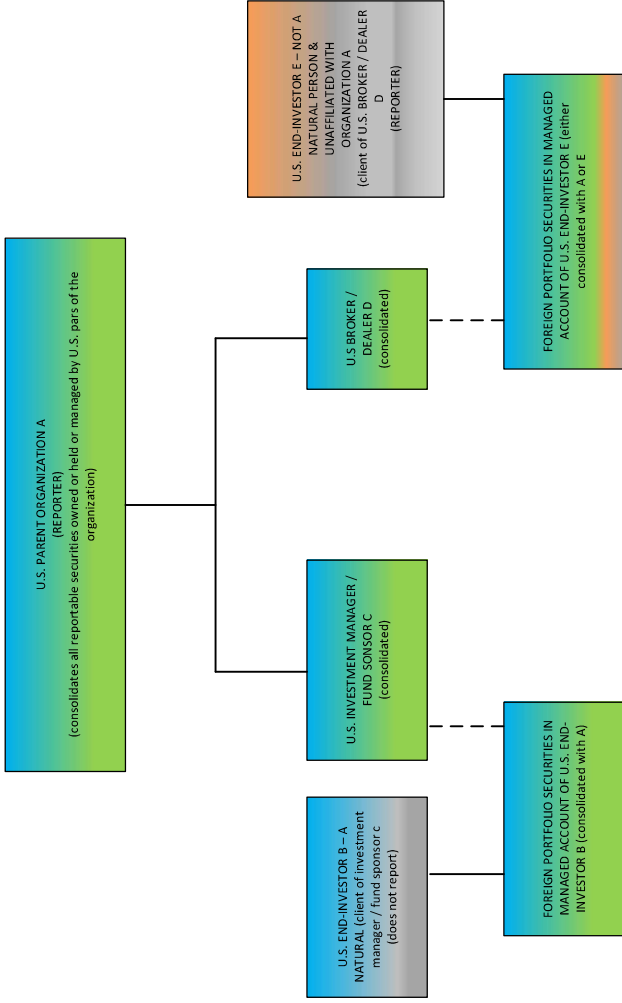 U.S. PARENT ORGANIZATION A
(REPORTER)
(consolidates all reportable securities owned or held or managed by U.S. pars of the
organization)
U.S. END-INVESTOR B – A
NATURAL (client of investment
manager / fund sponsor c
(does not report)
U.S. INVESTMENT MANAGER /
FUND SONSOR C
(consolidated)
U.S BROKER /
DEALER D
(consolidated)
U.S. END-INVESTOR E – NOT A
NATURAL PERSON &
UNAFFILIATED WITH
ORGANIZATION A
(client of U.S. BROKER / DEALER
D
(REPORTER)
FOREIGN PORTFOLIO SECURITIES IN
MANAGED ACCOUNT OF U.S. END-
INVESTOR B (consolidated with A)
FOREIGN PORTFOLIO SECURITIES IN MANAGED
ACCOUNT OF U.S. END-INVESTOR E (either
consolidated with A or E